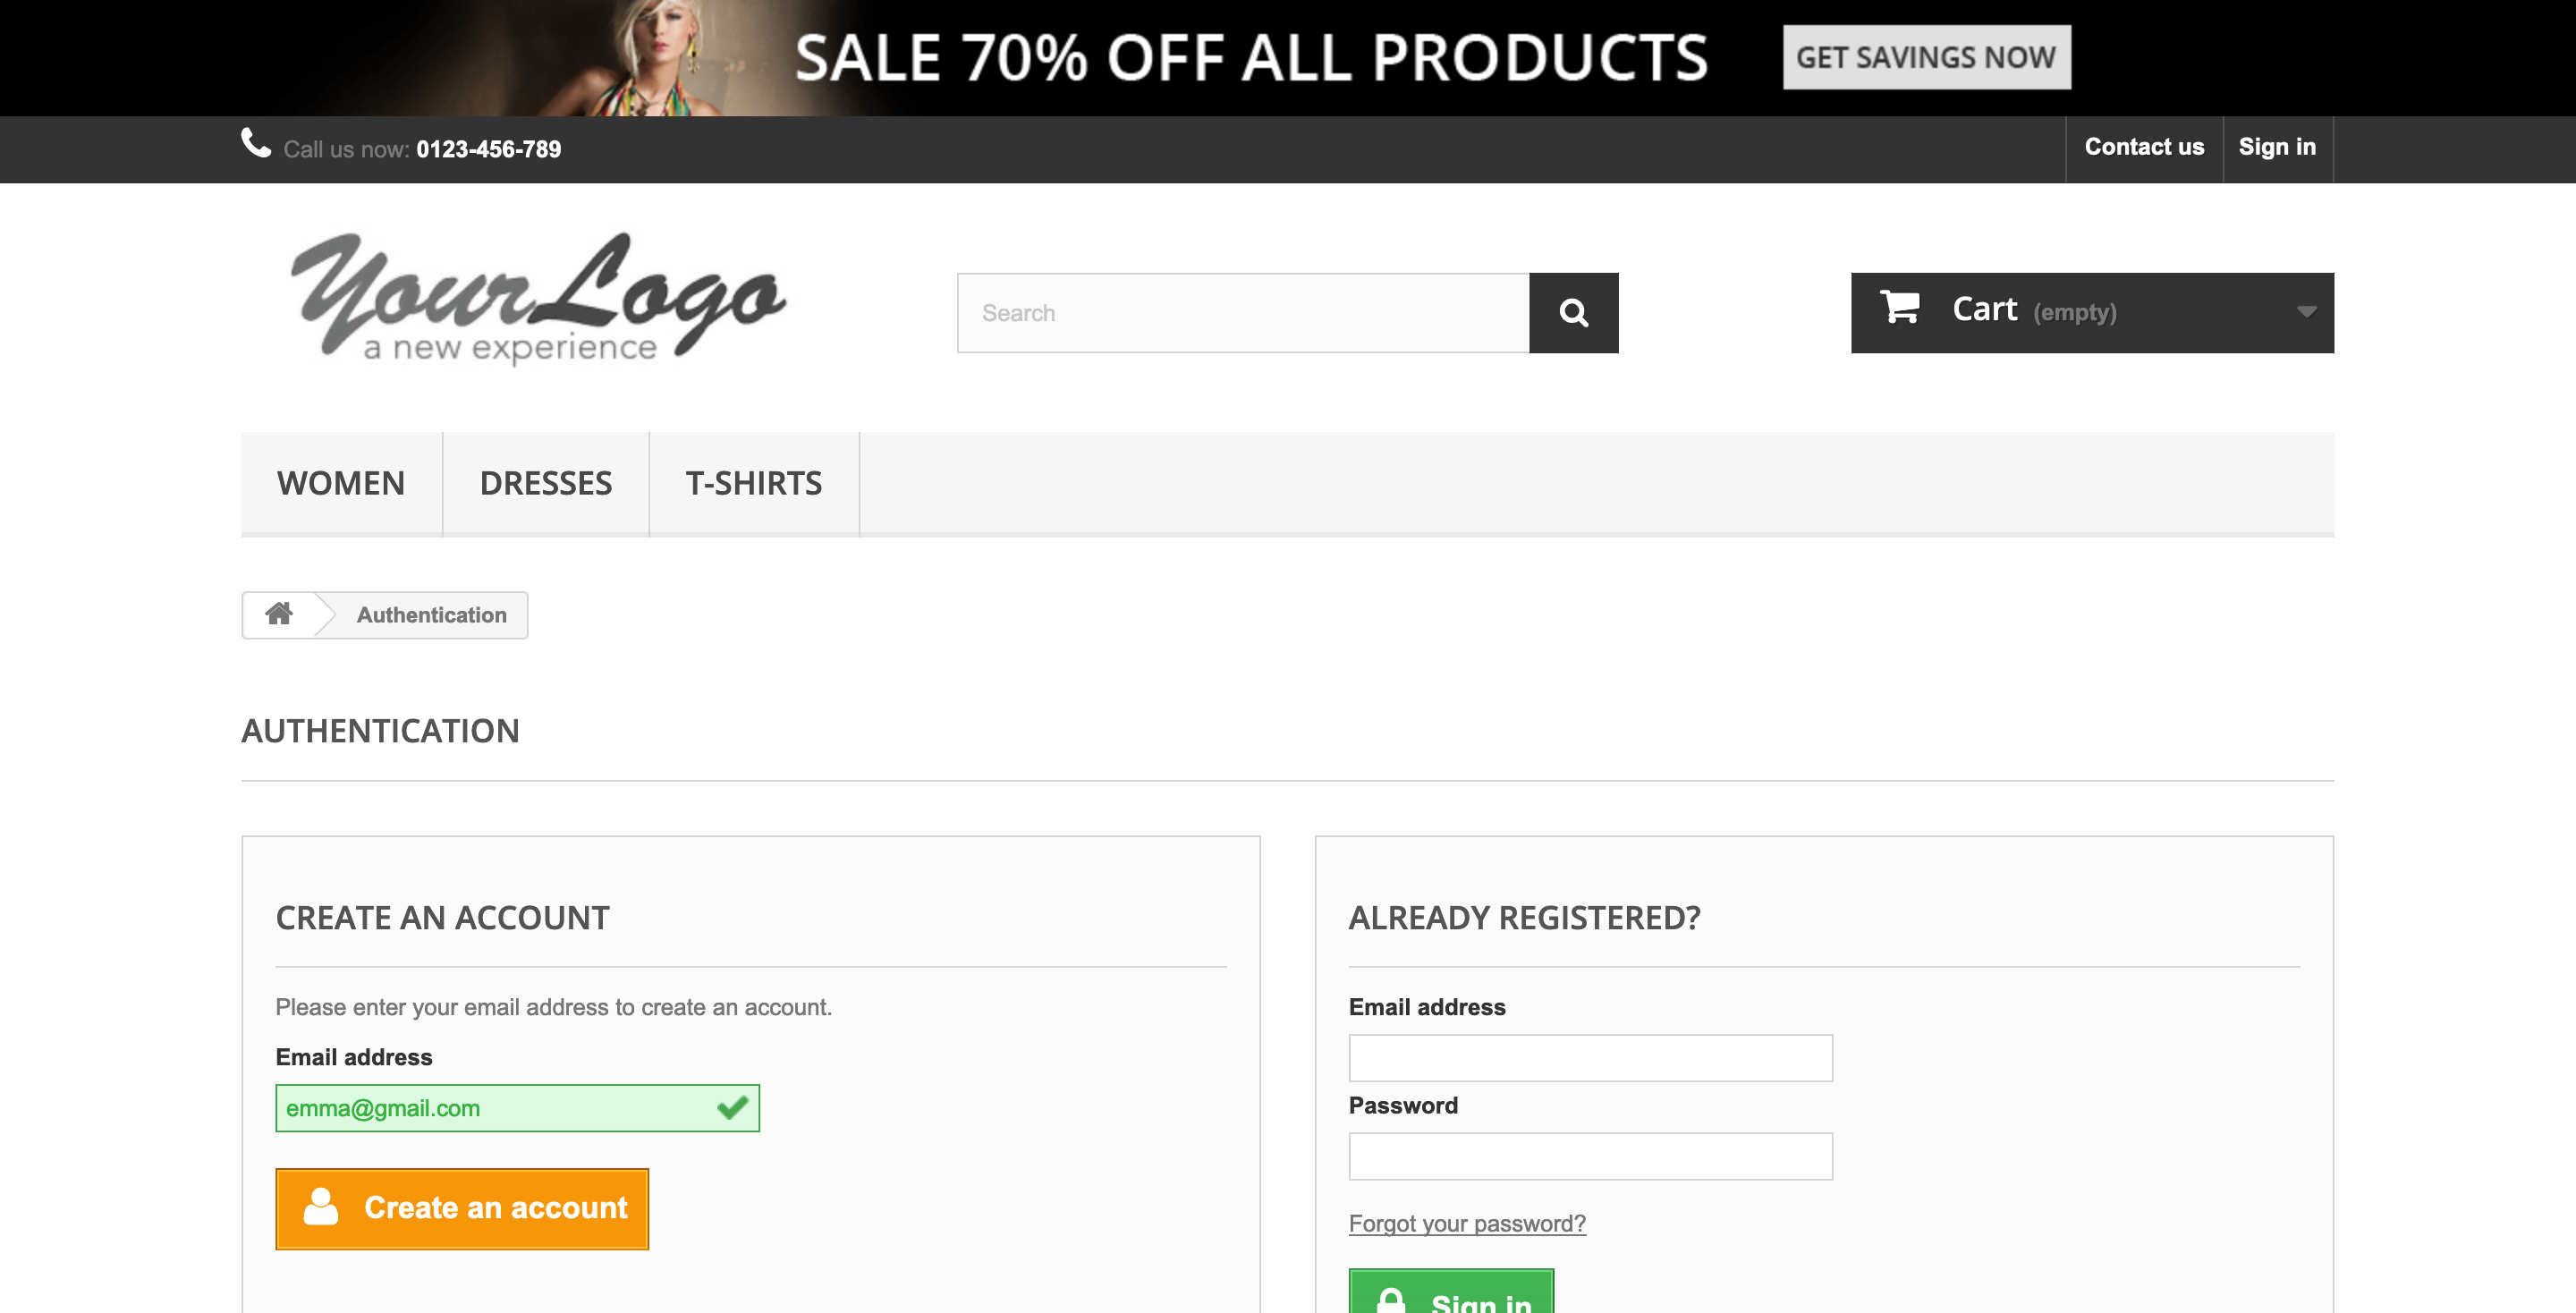 SALE 70% OFF ALL PRODUCTS GET SAVINGS NOW
Call us now: 0123-456-789 Contact us Sign in
YourLogo
a new experience
Search
Cart (empty)
WOMEN DRESSES T-SHIRTS
Authentication
AUTHENTICATION
CREATE AN ACCOUNT
Please enter your email address to create an account.
Email address
emma@gmail.com
Create an account
ALREADY REGISTERED?
Email address
Password
Forgot your password?
Sign in